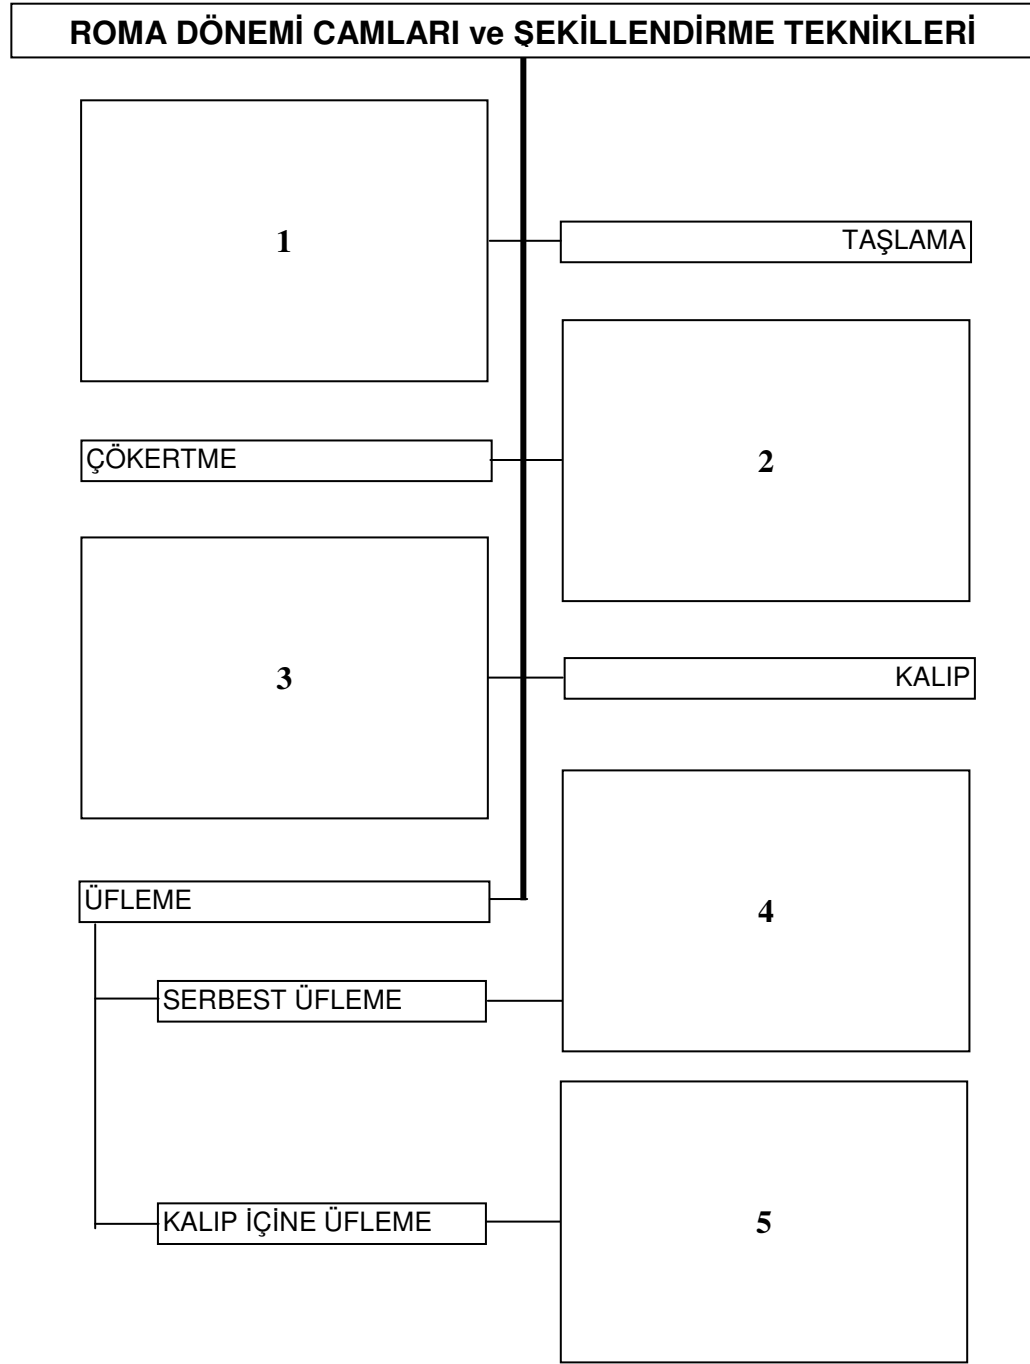 ROMA DÖNEMİ CAMLARI ve ŞEKİLLENDİRME TEKNİKLERİ
1
TAŞLAMA
ÇÖKERTME
2
3
KALIP
ÜFLEME
4
SERBEST ÜFLEME
KALIP İÇİNE ÜFLEME
5